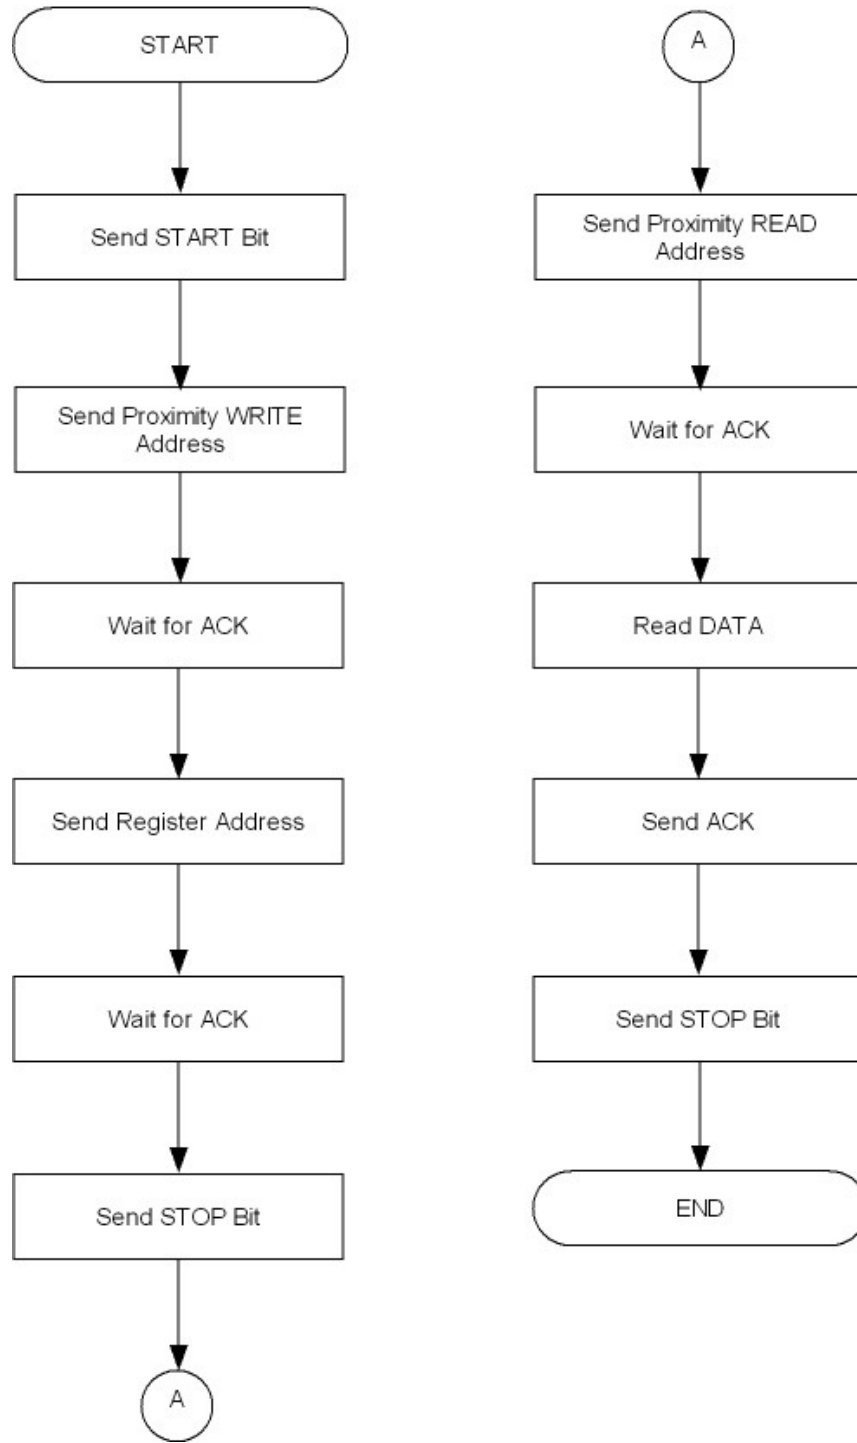 START
Send START Bit
Send Proximity WRITE
Address
Wait for ACK
Send Register Address
Wait for ACK
Send STOP Bit
A
A
Send Proximity READ
Address
Wait for ACK
Read DATA
Send ACK
Send STOP Bit
END